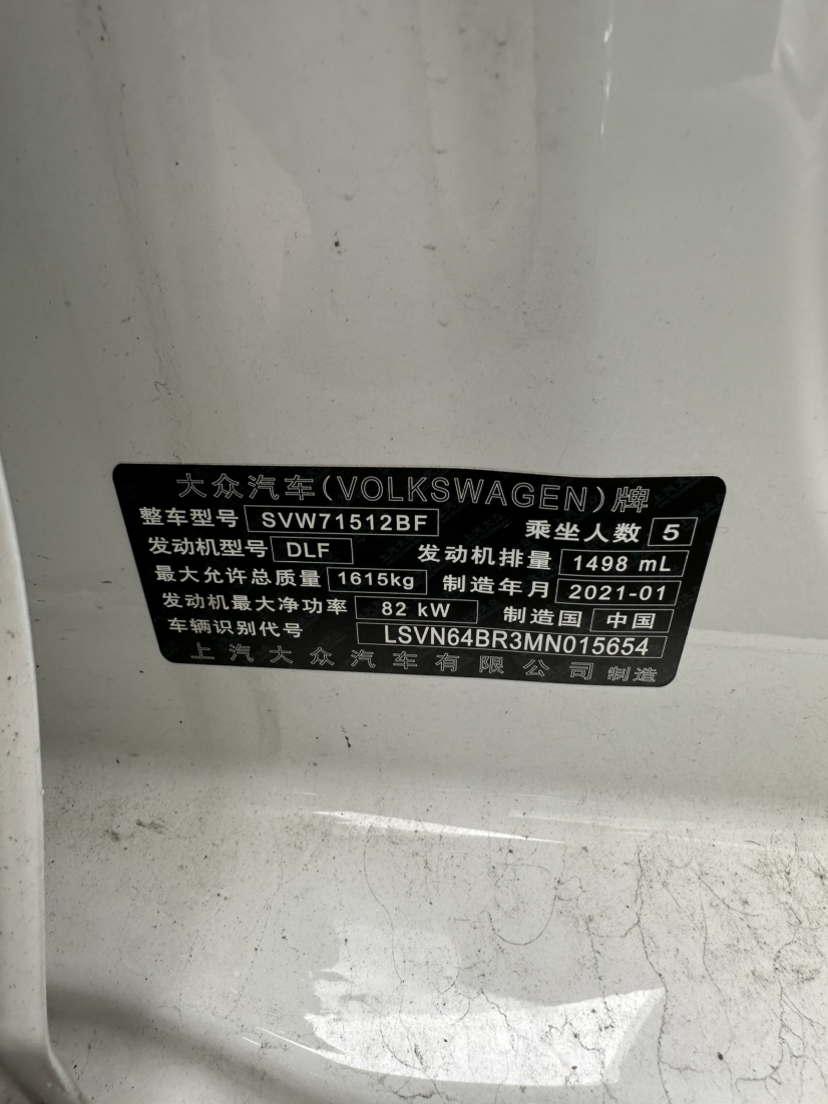 大众汽车(VOLKSWAGEN)牌
整车型号 SVW71512BF 乘坐人数 5
发动机型号 DLF 发动机排量 1498 mL
最大允许总质量 1615kg 制造年月 2021-01
发动机最大净功率 82 kW 制造国 中国
车辆识别代号 LSVN64BR3MN015654
上汽大众汽车有限公司 制造